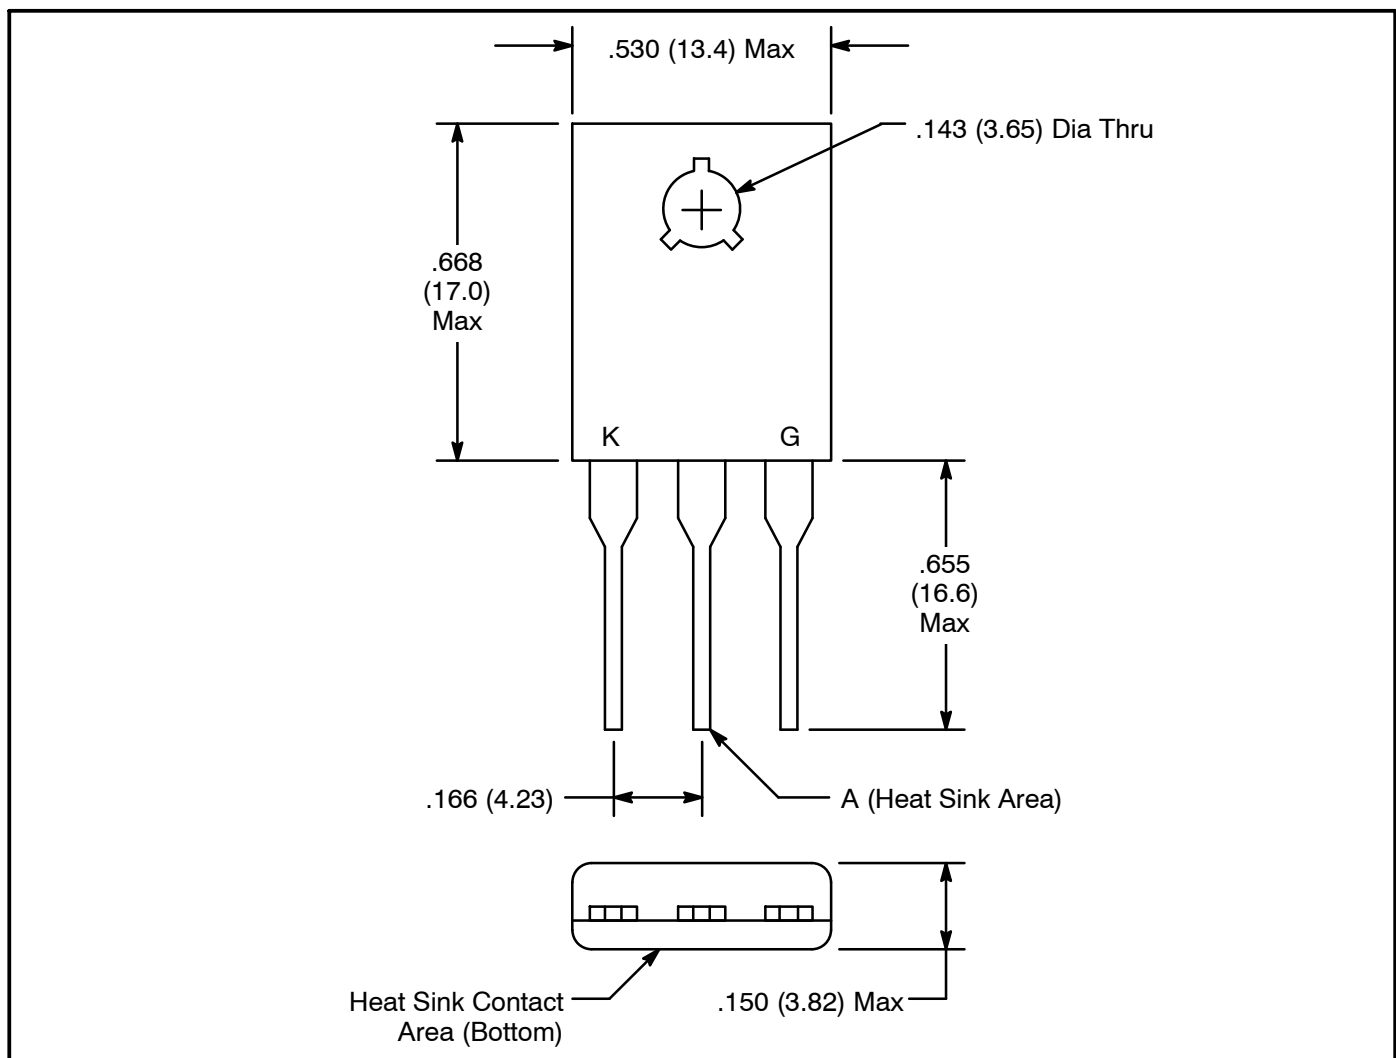 .530 (13.4) Max
.143 (3.65) Dia Thru
.668
(17.0)
Max
K
G
.655
(16.6)
Max
.166 (4.23)
A (Heat Sink Area)
Heat Sink Contact
Area (Bottom)
.150 (3.82) Max